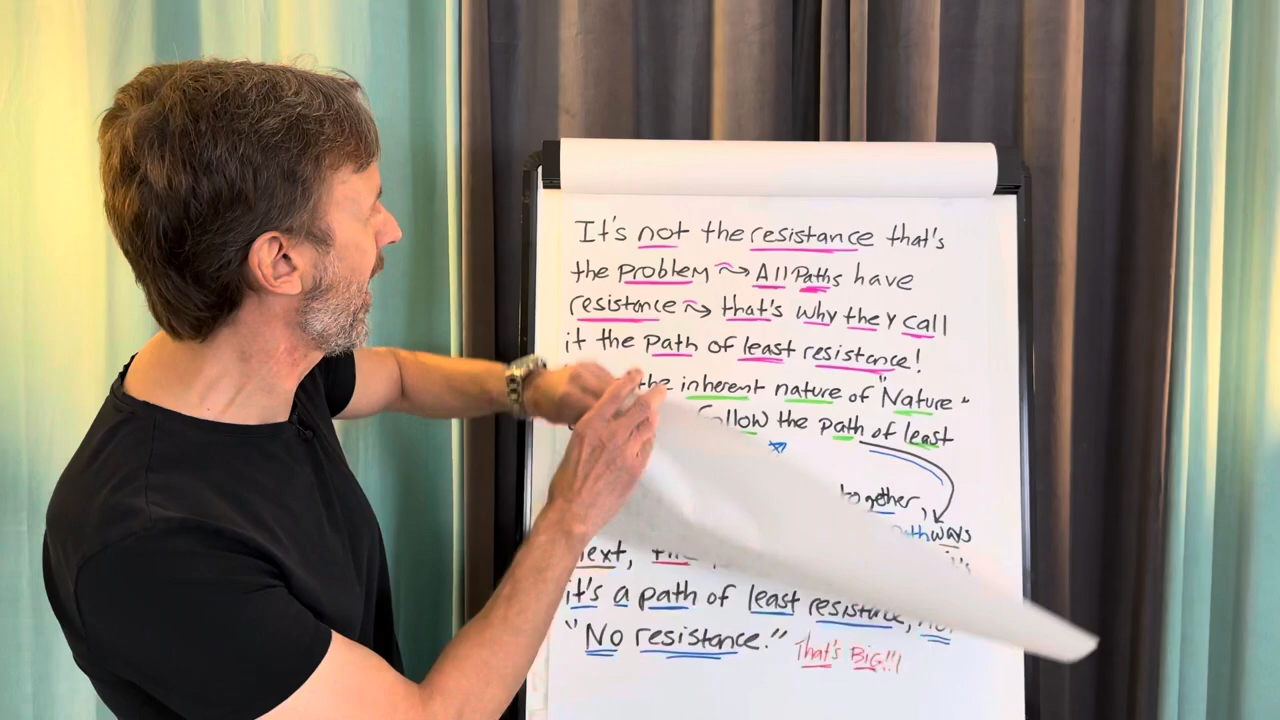 It's not the resistance that's
the problem ~> All Paths have
resistance ~> that's why they call
it the path of least resistance!
the inherent nature of "Nature"
follow the path of least
together,
pathways
it's
next,
it's a path of least resistance, not
"No resistance." That's Big!!!